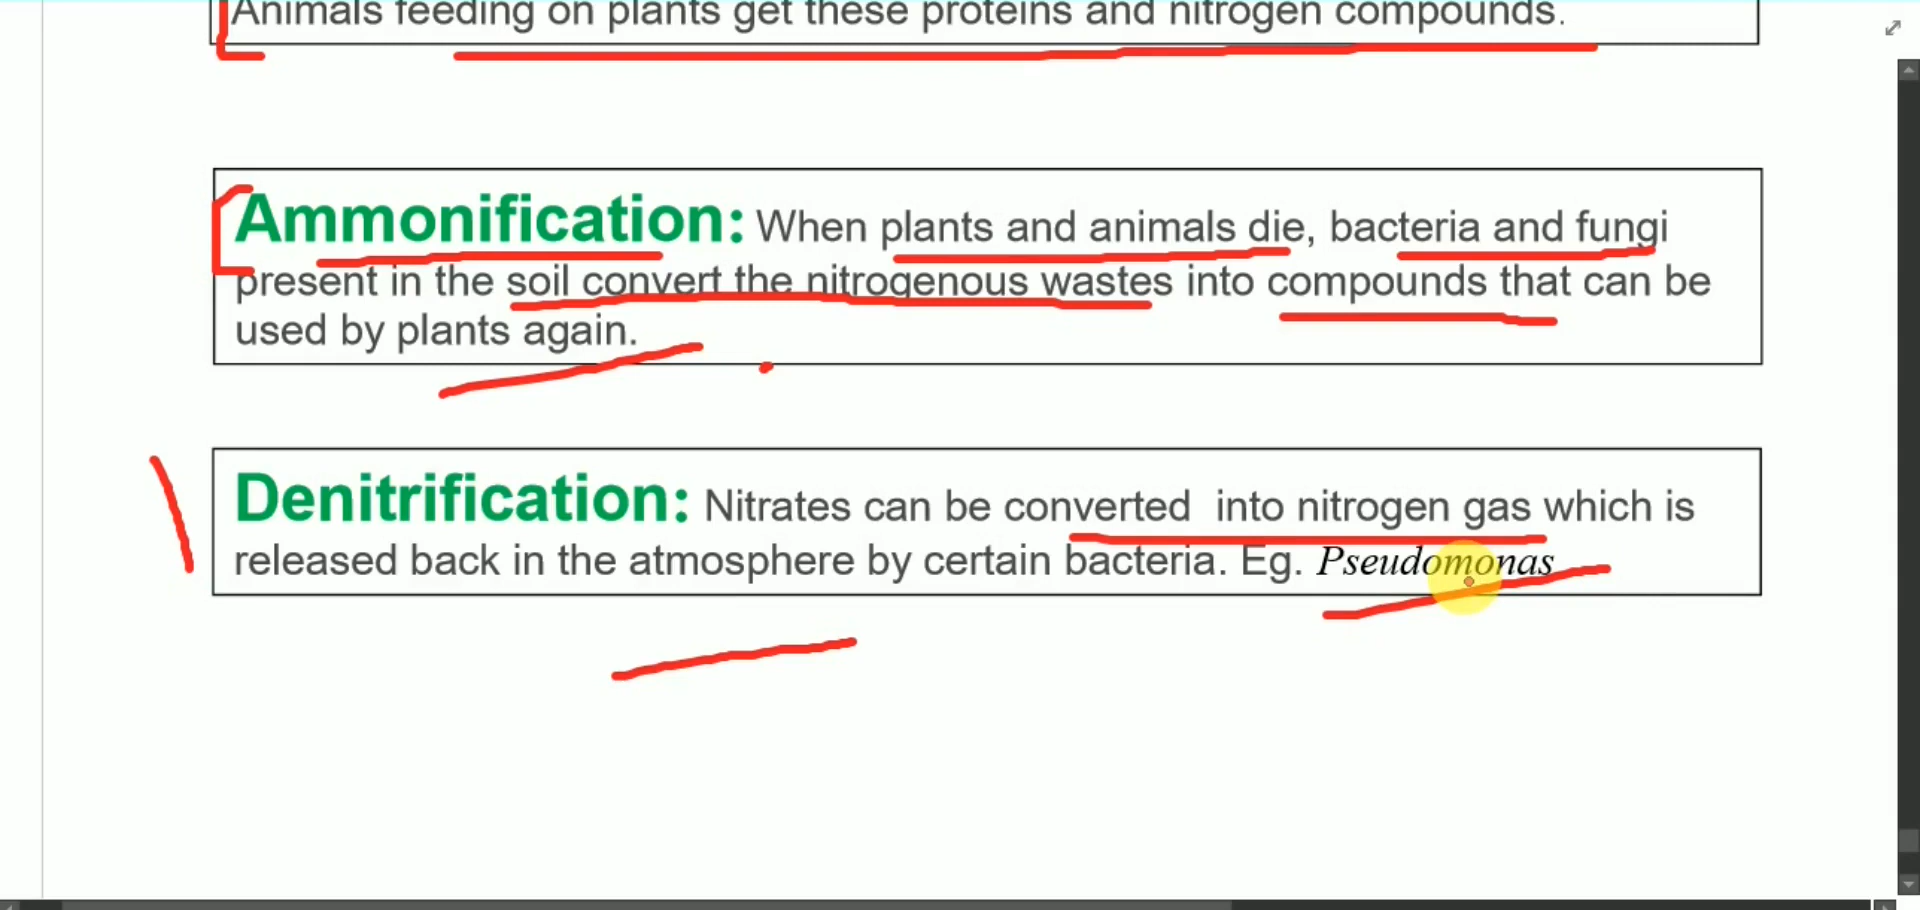 Animals feeding on plants get these proteins and nitrogen compounds.
Ammonification: When plants and animals die, bacteria and fungi
present in the soil convert the nitrogenous wastes into compounds that can be
used by plants again.
Denitrification: Nitrates can be converted  into nitrogen gas which is
released back in the atmosphere by certain bacteria. Eg. Pseudomonas